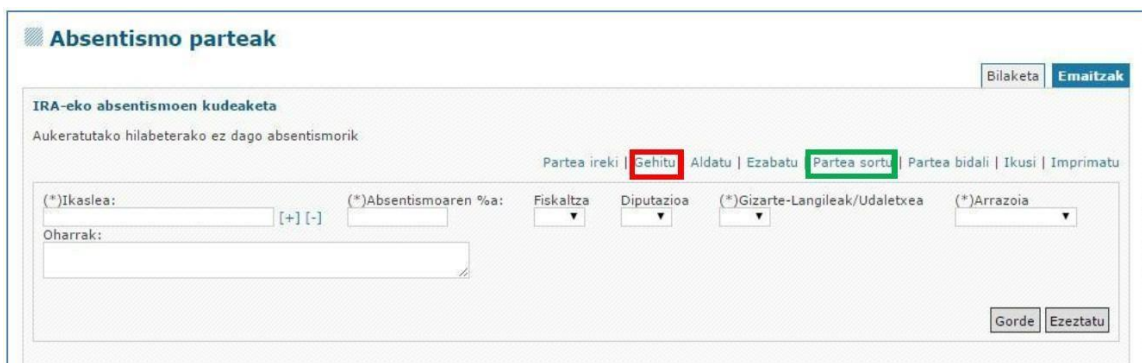 Absentismo parteak
Bilaketa Emaitzak
IRA-eko absentismoen kudeaketa
Aukeratutako hilabeterako ez dago absentismorik
Partea ireki | Gehitu Aldatu | Ezabatu | Partea sortu | Partea bidali | Ikusi | Imprimatu
(*)Ikaslea: (*)Absentismoaren %a: Fiskaltza Diputazioa (*)Gizarte-Langileak/Udaletxea (*)Arrazoia
[+] [-]
Oharrak:
Gorde Ezeztatu